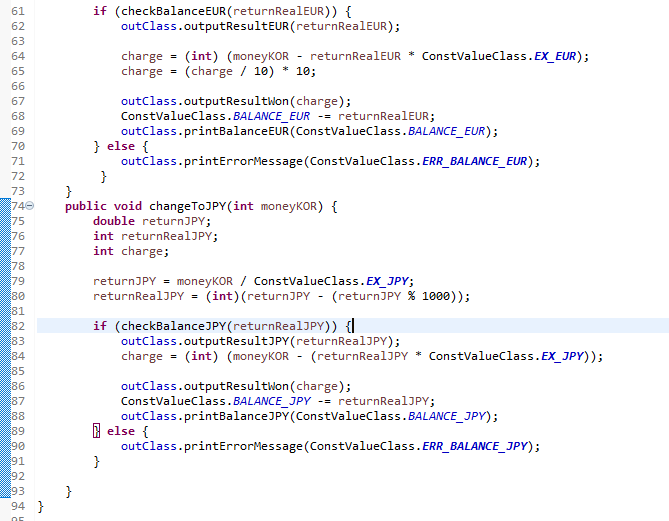 61 if (checkBalanceEUR(returnRealEUR)) {
62 outClass.outputResultEUR(returnRealEUR);
63
64 charge = (int) (moneyKOR - returnRealEUR * ConstValueClass.EX_EUR);
65 charge = (charge / 10) * 10;
66
67 outClass.outputResultWon(charge);
68 ConstValueClass.BALANCE_EUR -= returnRealEUR;
69 outClass.printBalanceEUR(ConstValueClass.BALANCE_EUR);
70 } else {
71 outClass.printErrorMessage(ConstValueClass.ERR_BALANCE_EUR);
72 }
73 }
74 public void changeToJPY(int moneyKOR) {
75 double returnJPY;
76 int returnRealJPY;
77 int charge;
78
79 returnJPY = moneyKOR / ConstValueClass.EX_JPY;
80 returnRealJPY = (int)(returnJPY - (returnJPY % 1000));
81
82 if (checkBalanceJPY(returnRealJPY)) {
83 outClass.outputResultJPY(returnRealJPY);
84 charge = (int) (moneyKOR - (returnRealJPY * ConstValueClass.EX_JPY));
85
86 outClass.outputResultWon(charge);
87 ConstValueClass.BALANCE_JPY -= returnRealJPY;
88 outClass.printBalanceJPY(ConstValueClass.BALANCE_JPY);
89 } else {
90 outClass.printErrorMessage(ConstValueClass.ERR_BALANCE_JPY);
91 }
92
93 }
94 }
95